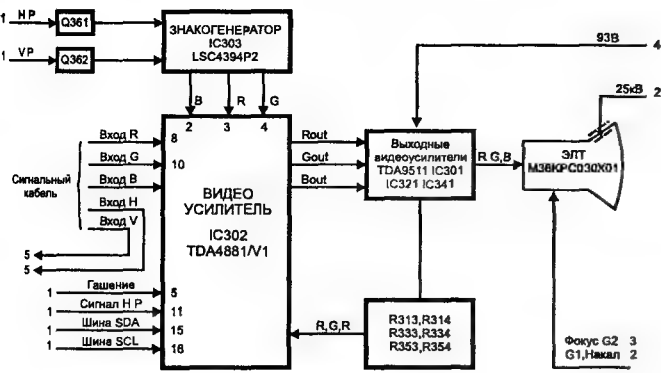 1 HP Q361
1 VP Q362
ЗНАКОГЕНЕРАТОР
IC303
LSC4394P2
93В 4
25кВ 2
B R G
2 3 4
Вход R 8
Вход G 10
Вход B
Вход H
Вход V
Сигнальный
кабель
5
5
ВИДЕО
УСИЛИТЕЛЬ
IC302
TDA4881/V1
Rout
Gout
Bout
Выходные
видеоусилители
TDA9511 IC301
IC321 IC341
R G,B
ЭЛТ
M36KPC030X01
1 Гашение 5
1 Сигнал H P 11
1 Шина SDA 15
1 Шина SCL 16
R,G,R
R313,R314
R333,R334
R353,R354
Фокус G2 3
G1,Накал 2